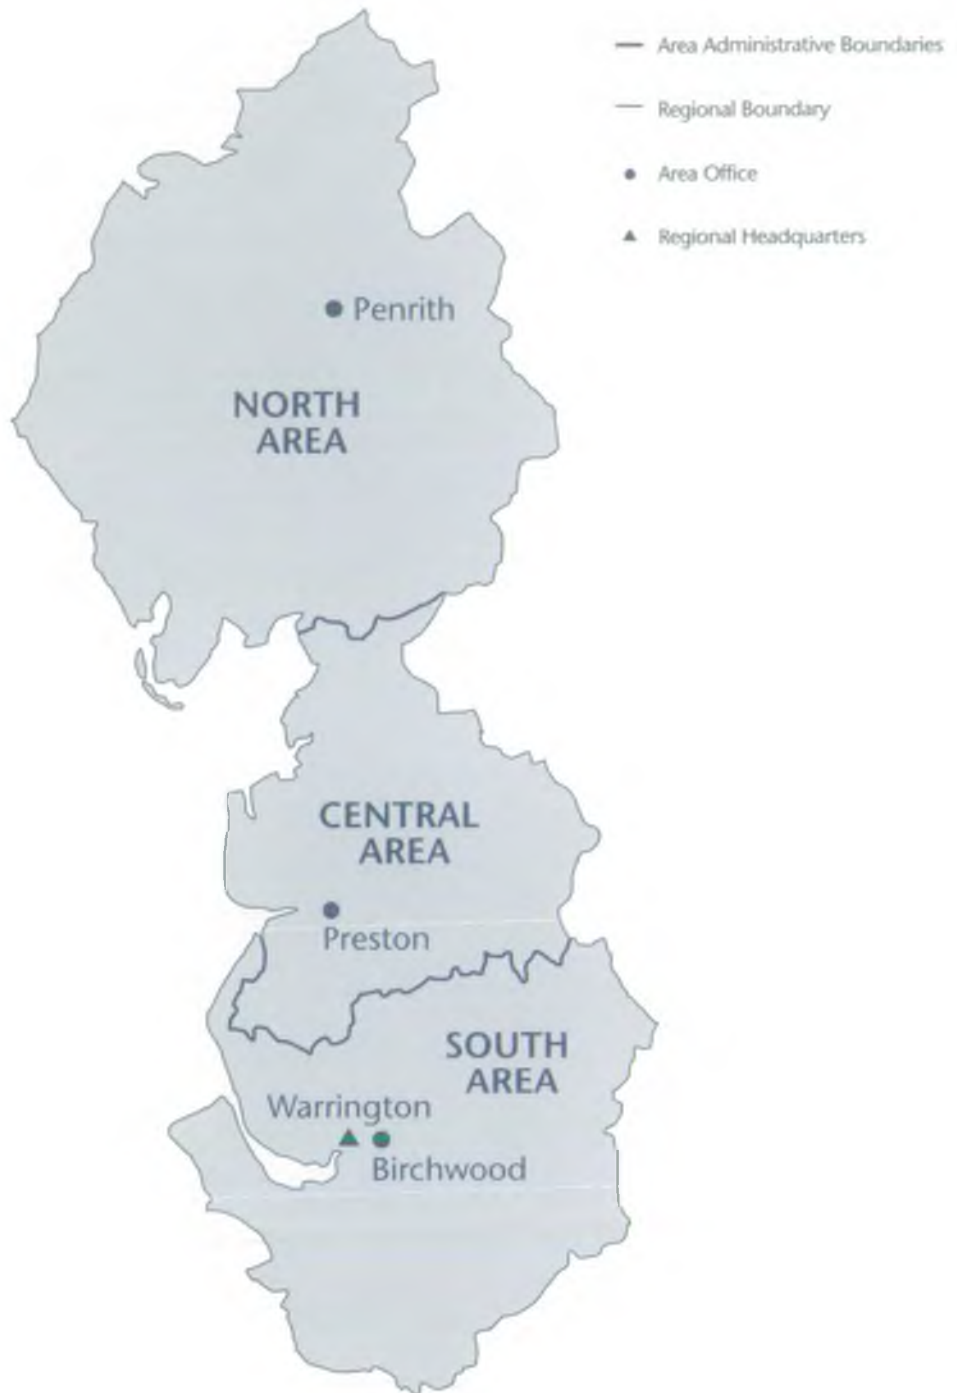 Area Administrative Boundaries
Regional Boundary
Area Office
Regional Headquarters
Penrith
NORTH
AREA
CENTRAL
AREA
Preston
SOUTH
AREA
Warrington
Birchwood